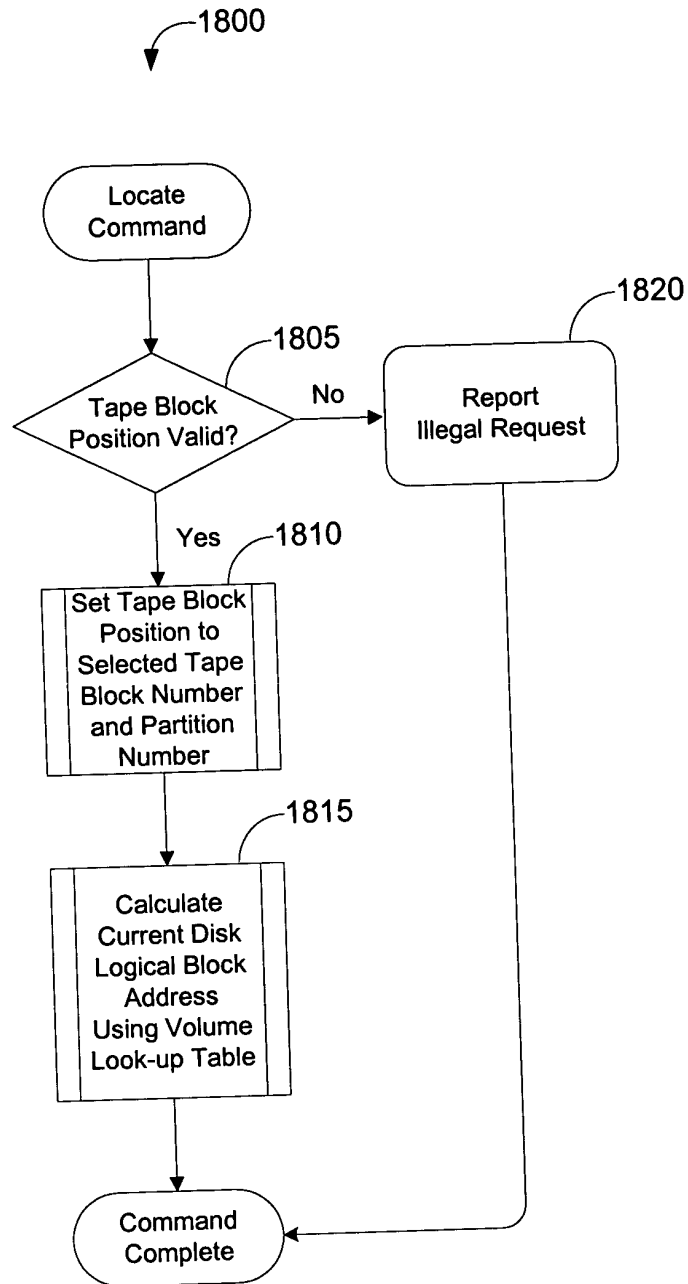 1800
Locate
Command
1805
Tape Block
Position Valid?
No
1820
Report
Illegal Request
Yes
1810
Set Tape Block
Position to
Selected Tape
Block Number
and Partition
Number
1815
Calculate
Current Disk
Logical Block
Address
Using Volume
Look-up Table
Command
Complete